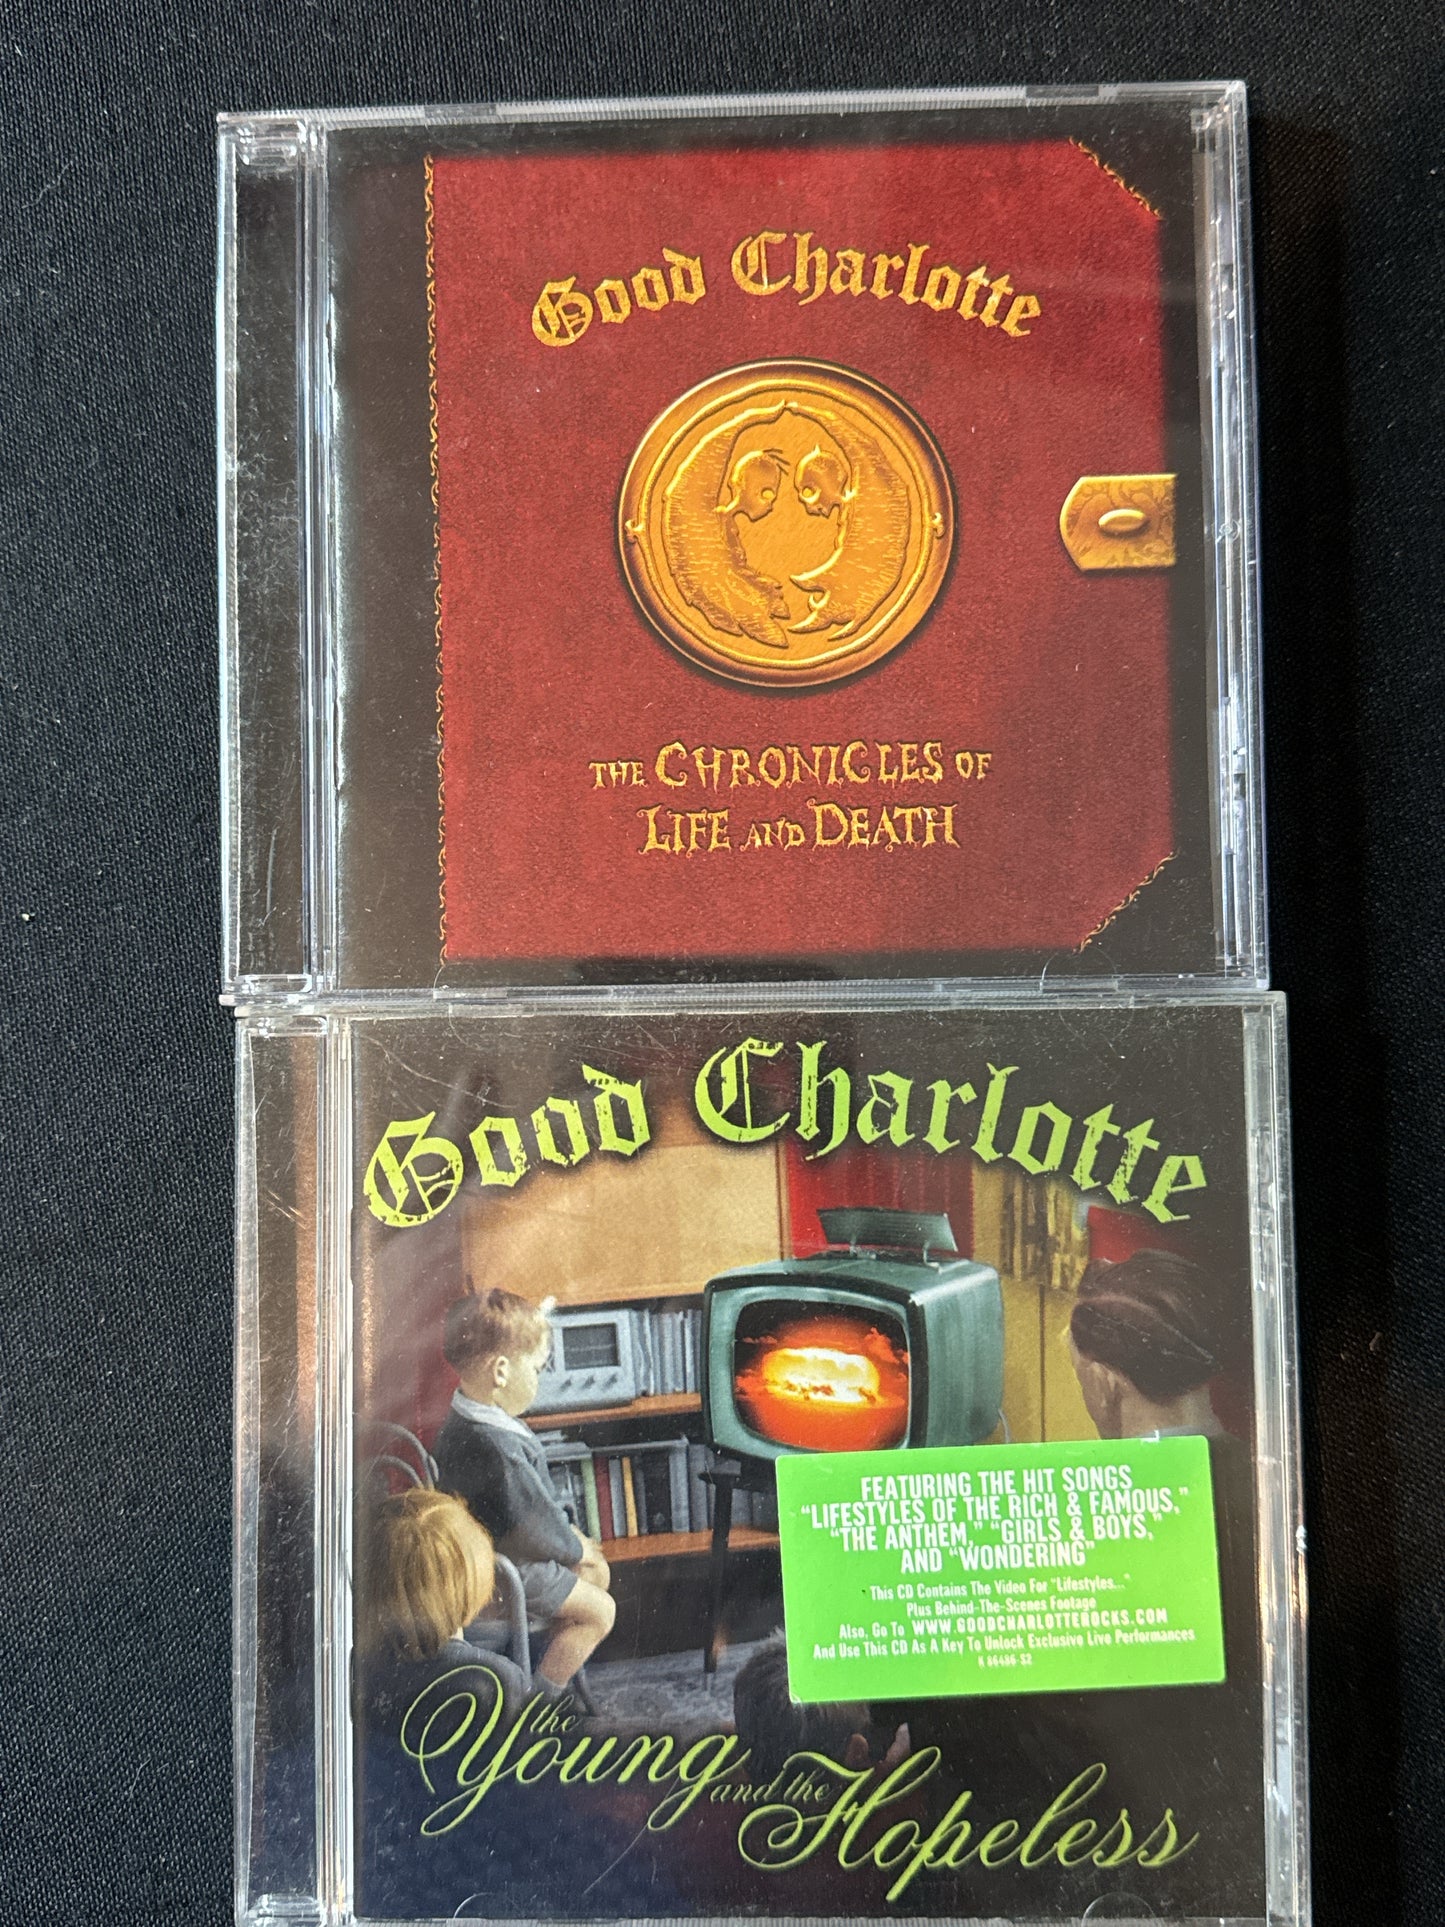 Good Charlotte
THE CHRONICLES OF
LIFE AND DEATH
Good Charlotte
FEATURING THE HIT SONGS
"LIFESTYLES OF THE RICH & FAMOUS,"
"THE ANTHEM," "GIRLS & BOYS,"
AND "WONDERING"
This CD Contains The Video For "Lifestyles..."
Plus Behind-The-Scenes Footage
Also, Go To WWW.GOODCHARLOTTEROCKS.COM
And Use This CD As A Key To Unlock Exclusive Live Performances
K 86486-S2
the
Young
and the
Hopeless